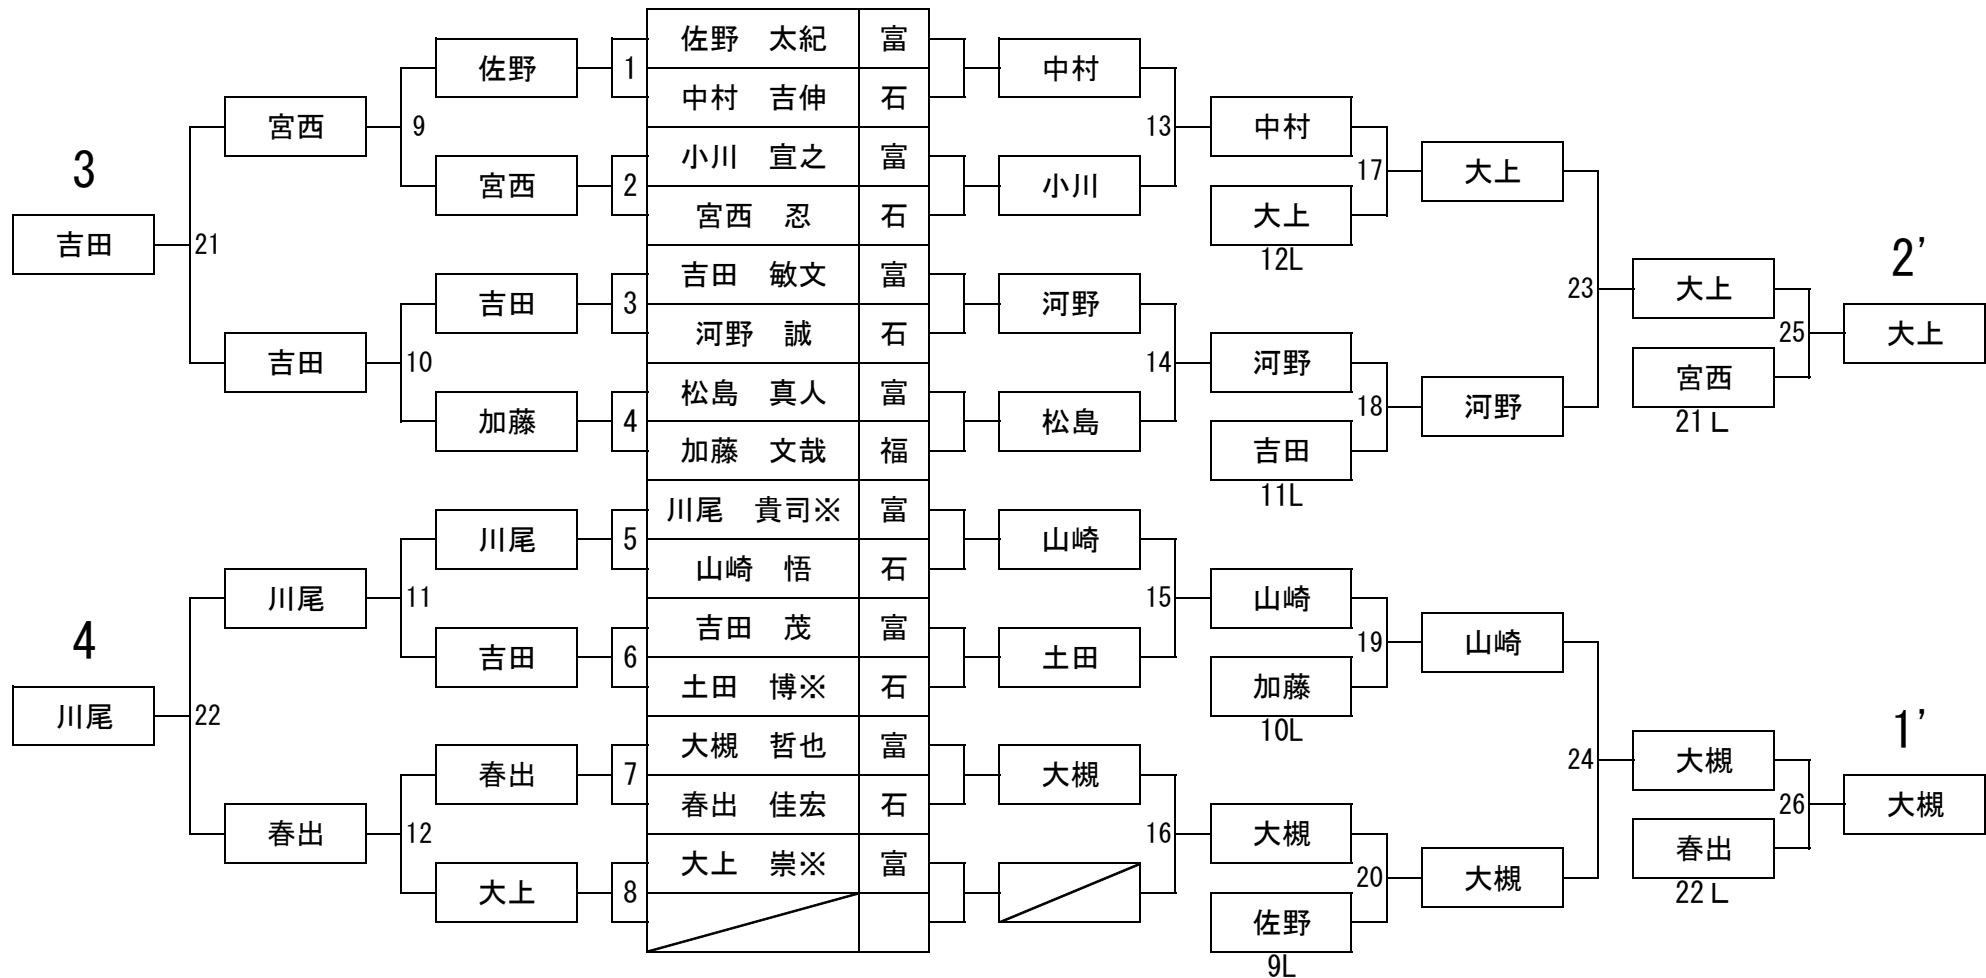 佐野　太紀 富
佐野 1 中村
中村　吉伸 石
宮西 9 13 中村
小川　宣之 富
3 宮西 2 小川 17 大上
宮西　忍 石 大上
吉田 21 12L
吉田　敏文 富 2’
吉田 3 河野 23 大上
河野　誠 石 25 大上
吉田 10 14 河野
松島　真人 富 宮西
加藤 4 松島 18 河野 21L
加藤　文哉 福 吉田
11L
川尾　貴司※ 富
川尾 5 山崎
山崎　悟 石
川尾 11 15 山崎
吉田　茂 富
4 吉田 6 土田 19 山崎
土田　博※ 石 加藤
川尾 22 10L
大槻　哲也 富 1’
春出 7 大槻 24 大槻
春出　佳宏 石 26 大槻
春出 12 16 大槻
大上　崇※ 富 春出
大上 8 20 大槻 22L
佐野
9L